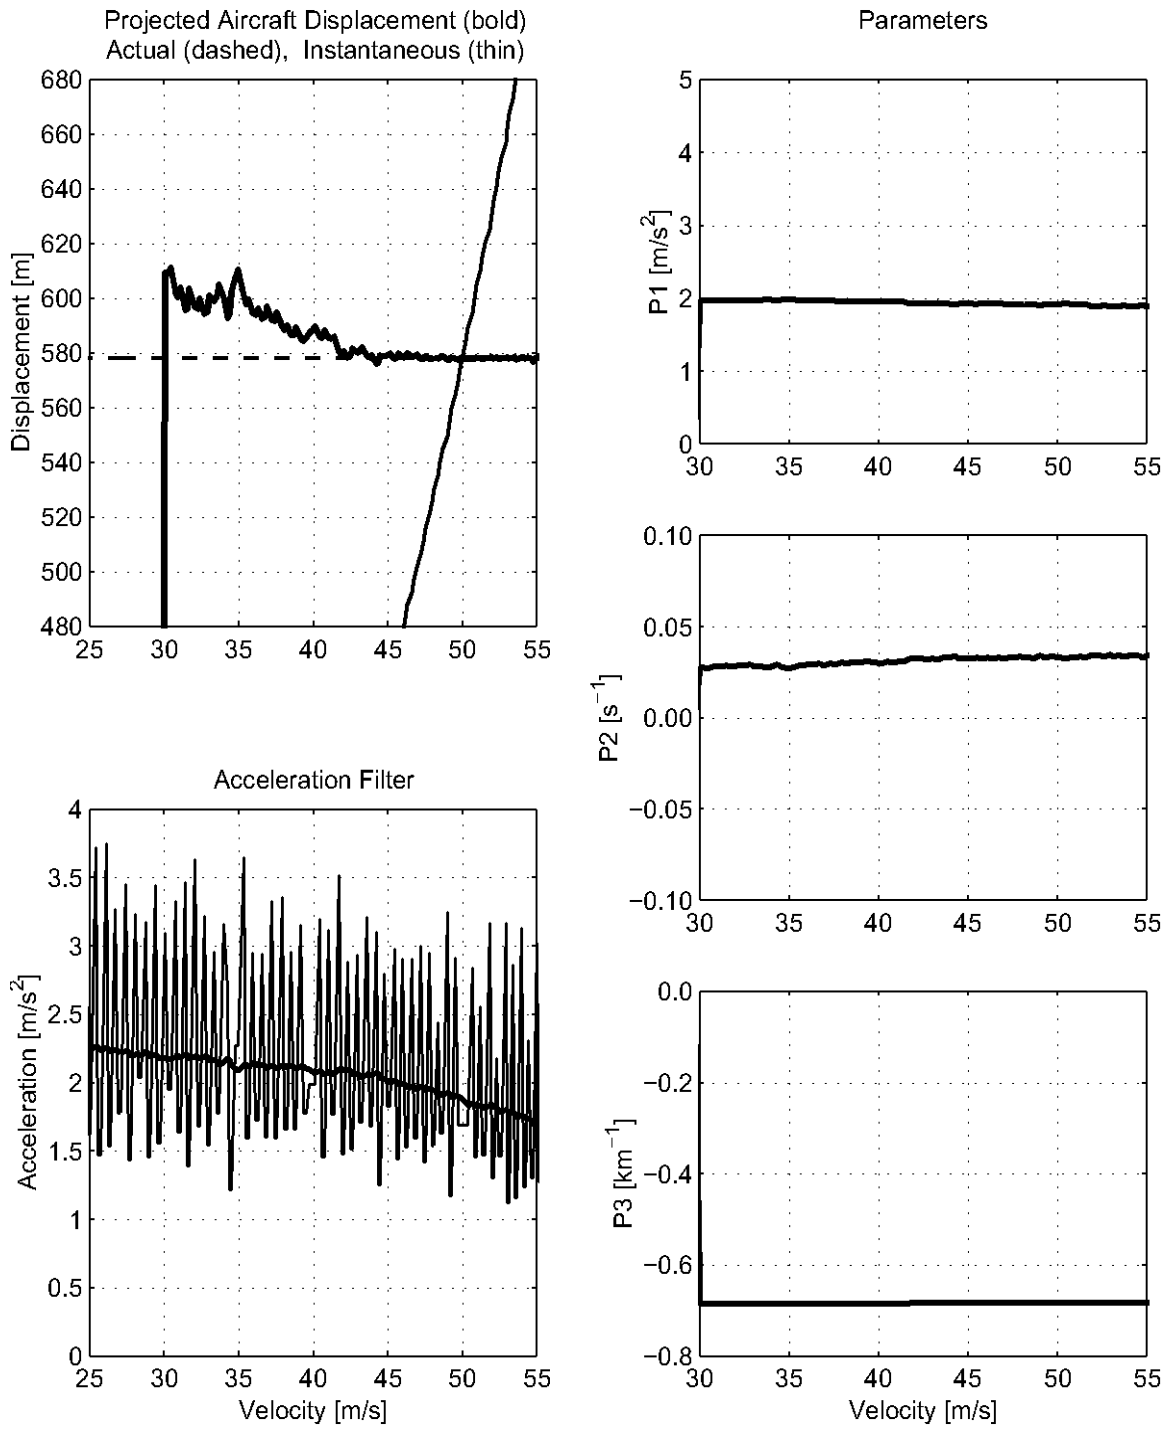 Projected Aircraft Displacement (bold)
Actual (dashed),  Instantaneous (thin)
680
660
640
620
600
580
560
540
520
500
480
Displacement [m]
25 30 35 40 45 50 55
Acceleration Filter
4
3.5
3
2.5
2
1.5
1
0.5
0
Acceleration [m/s²]
25 30 35 40 45 50 55
Velocity [m/s]
Parameters
5
4
3
2
1
0
P1 [m/s²]
30 35 40 45 50 55
0.10
0.05
0.00
−0.05
−0.10
P2 [s⁻¹]
30 35 40 45 50 55
0.0
−0.2
−0.4
−0.6
−0.8
P3 [km⁻¹]
30 35 40 45 50 55
Velocity [m/s]